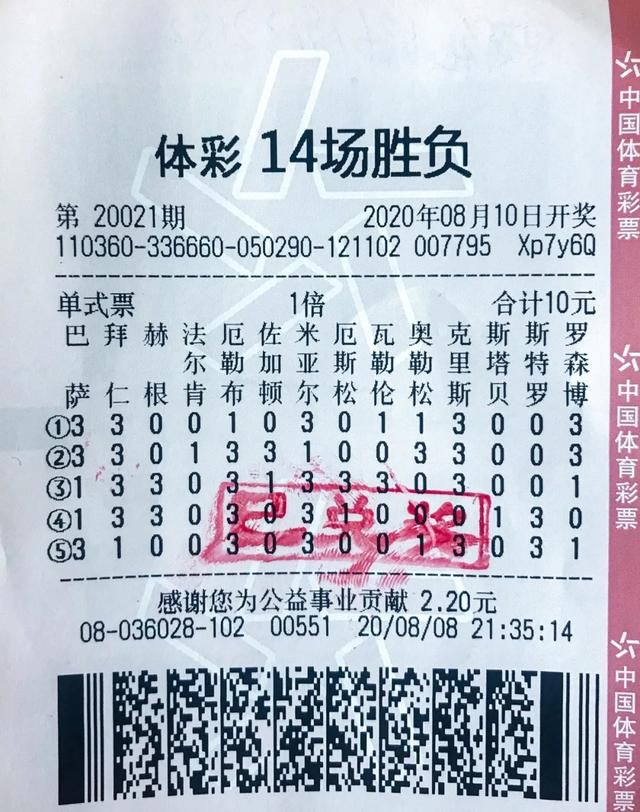 体彩 14场胜负
第 20021期 2020年08月10日开奖
110360-336660-050290-121102 007795 Xp7y6Q
单式票 1倍 合计10元
巴 拜 赫 法 厄 佐 米 厄 瓦 奥 克 斯 斯 罗
尔 勒 加 亚 斯 勒 勒 里 塔 特 森
萨 仁 根 肯 布 顿 尔 松 伦 松 斯 贝 罗 博
①3 3 0 0 1 0 3 0 1 1 3 0 0 3
②3 3 0 1 3 3 1 0 0 3 3 0 0 3
③1 3 3 0 3 1 3 3 3 0 3 0 0 1
④1 3 3 0 3 0 3 1 0 0 0 1 3 0
⑤3 1 0 0 3 0 3 0 0 1 3 0 3 1
已兑奖
感谢您为公益事业贡献 2.20元
08-036028-102 00551 20/08/08 21:35:14
中国体育彩票
中国体育彩票
中国体育彩票